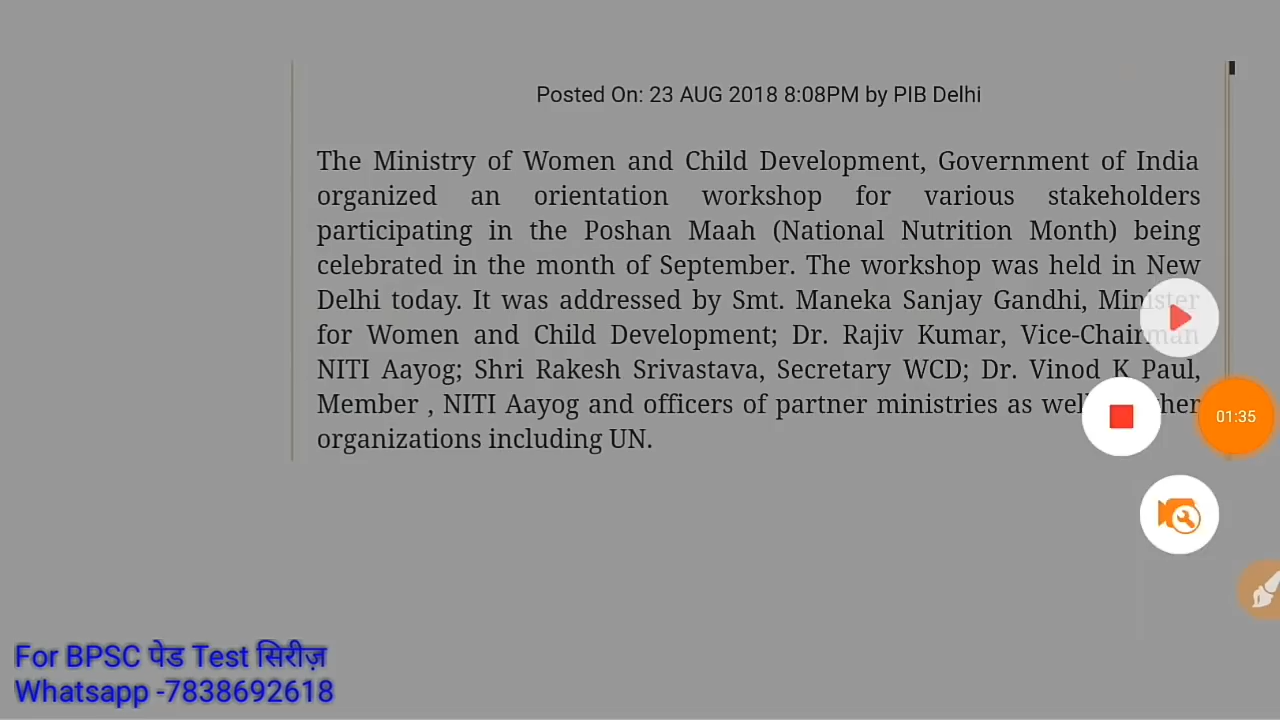 Posted On: 23 AUG 2018 8:08PM by PIB Delhi
The Ministry of Women and Child Development, Government of India
organized an orientation workshop for various stakeholders
participating in the Poshan Maah (National Nutrition Month) being
celebrated in the month of September. The workshop was held in New
Delhi today. It was addressed by Smt. Maneka Sanjay Gandhi, Minister
for Women and Child Development; Dr. Rajiv Kumar, Vice-Chairman
NITI Aayog; Shri Rakesh Srivastava, Secretary WCD; Dr. Vinod K Paul,
Member , NITI Aayog and officers of partner ministries as well
organizations including UN.
01:35
For BPSC पेड Test सिरीज़
Whatsapp -7838692618